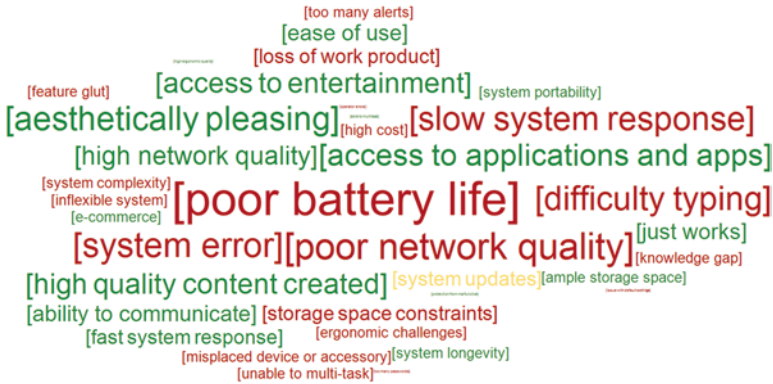 [too many alerts]
[ease of use]
[loss of work product]
[access to entertainment]
[system portability]
[feature glut]
[aesthetically pleasing]
[high cost]
[slow system response]
[high network quality]
[access to applications and apps]
[system complexity]
[poor battery life]
[difficulty typing]
[inflexible system]
[e-commerce]
[just works]
[system error]
[poor network quality]
[knowledge gap]
[high quality content created]
[system updates]
[ample storage space]
[ability to communicate]
[storage space constraints]
[fast system response]
[ergonomic challenges]
[misplaced device or accessory]
[system longevity]
[unable to multi-task]